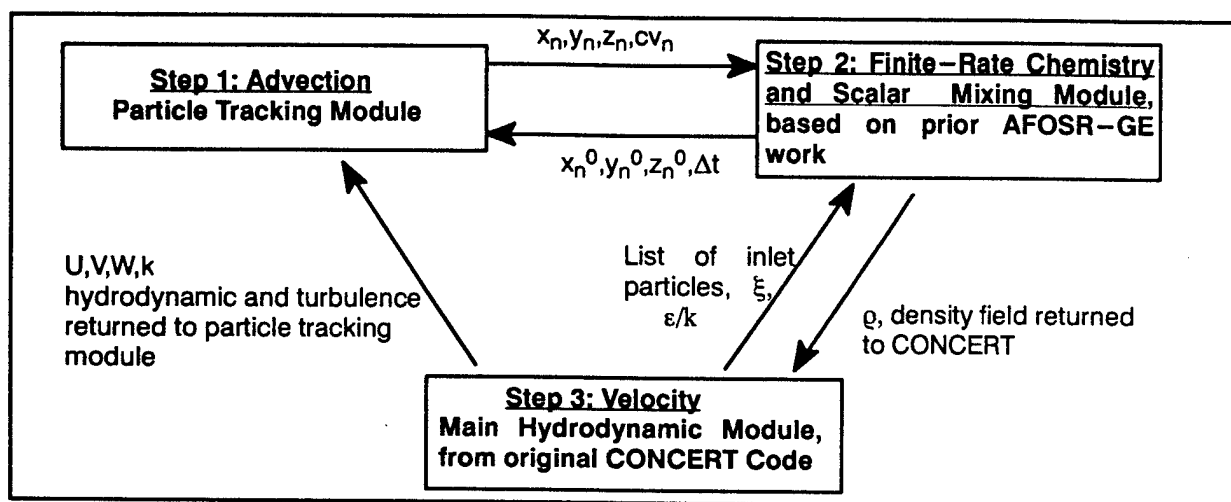 xₙ,yₙ,zₙ,cvₙ
Step 1: Advection
Particle Tracking Module
Step 2: Finite–Rate Chemistry
and Scalar Mixing Module,
based on prior AFOSR–GE
work
xₙ⁰,yₙ⁰,zₙ⁰,Δt
U,V,W,k
hydrodynamic and turbulence
returned to particle tracking
module
List of inlet
particles, ξ,
ε/k
ϱ, density field returned
to CONCERT
Step 3: Velocity
Main Hydrodynamic Module,
from original CONCERT Code